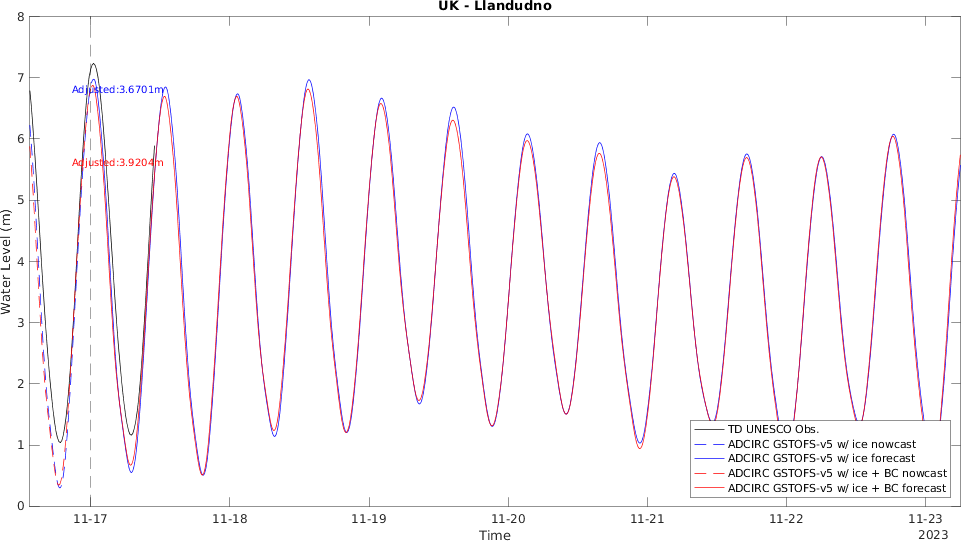 UK - Llandudno
8
7
6
5
4
3
2
1
0
Water Level (m)
Adjusted:3.6701m
Adjusted:3.9204m
TD UNESCO Obs.
ADCIRC GSTOFS-v5 w/ ice nowcast
ADCIRC GSTOFS-v5 w/ ice forecast
ADCIRC GSTOFS-v5 w/ ice + BC nowcast
ADCIRC GSTOFS-v5 w/ ice + BC forecast
11-17 11-18 11-19 11-20 11-21 11-22 11-23
Time
2023